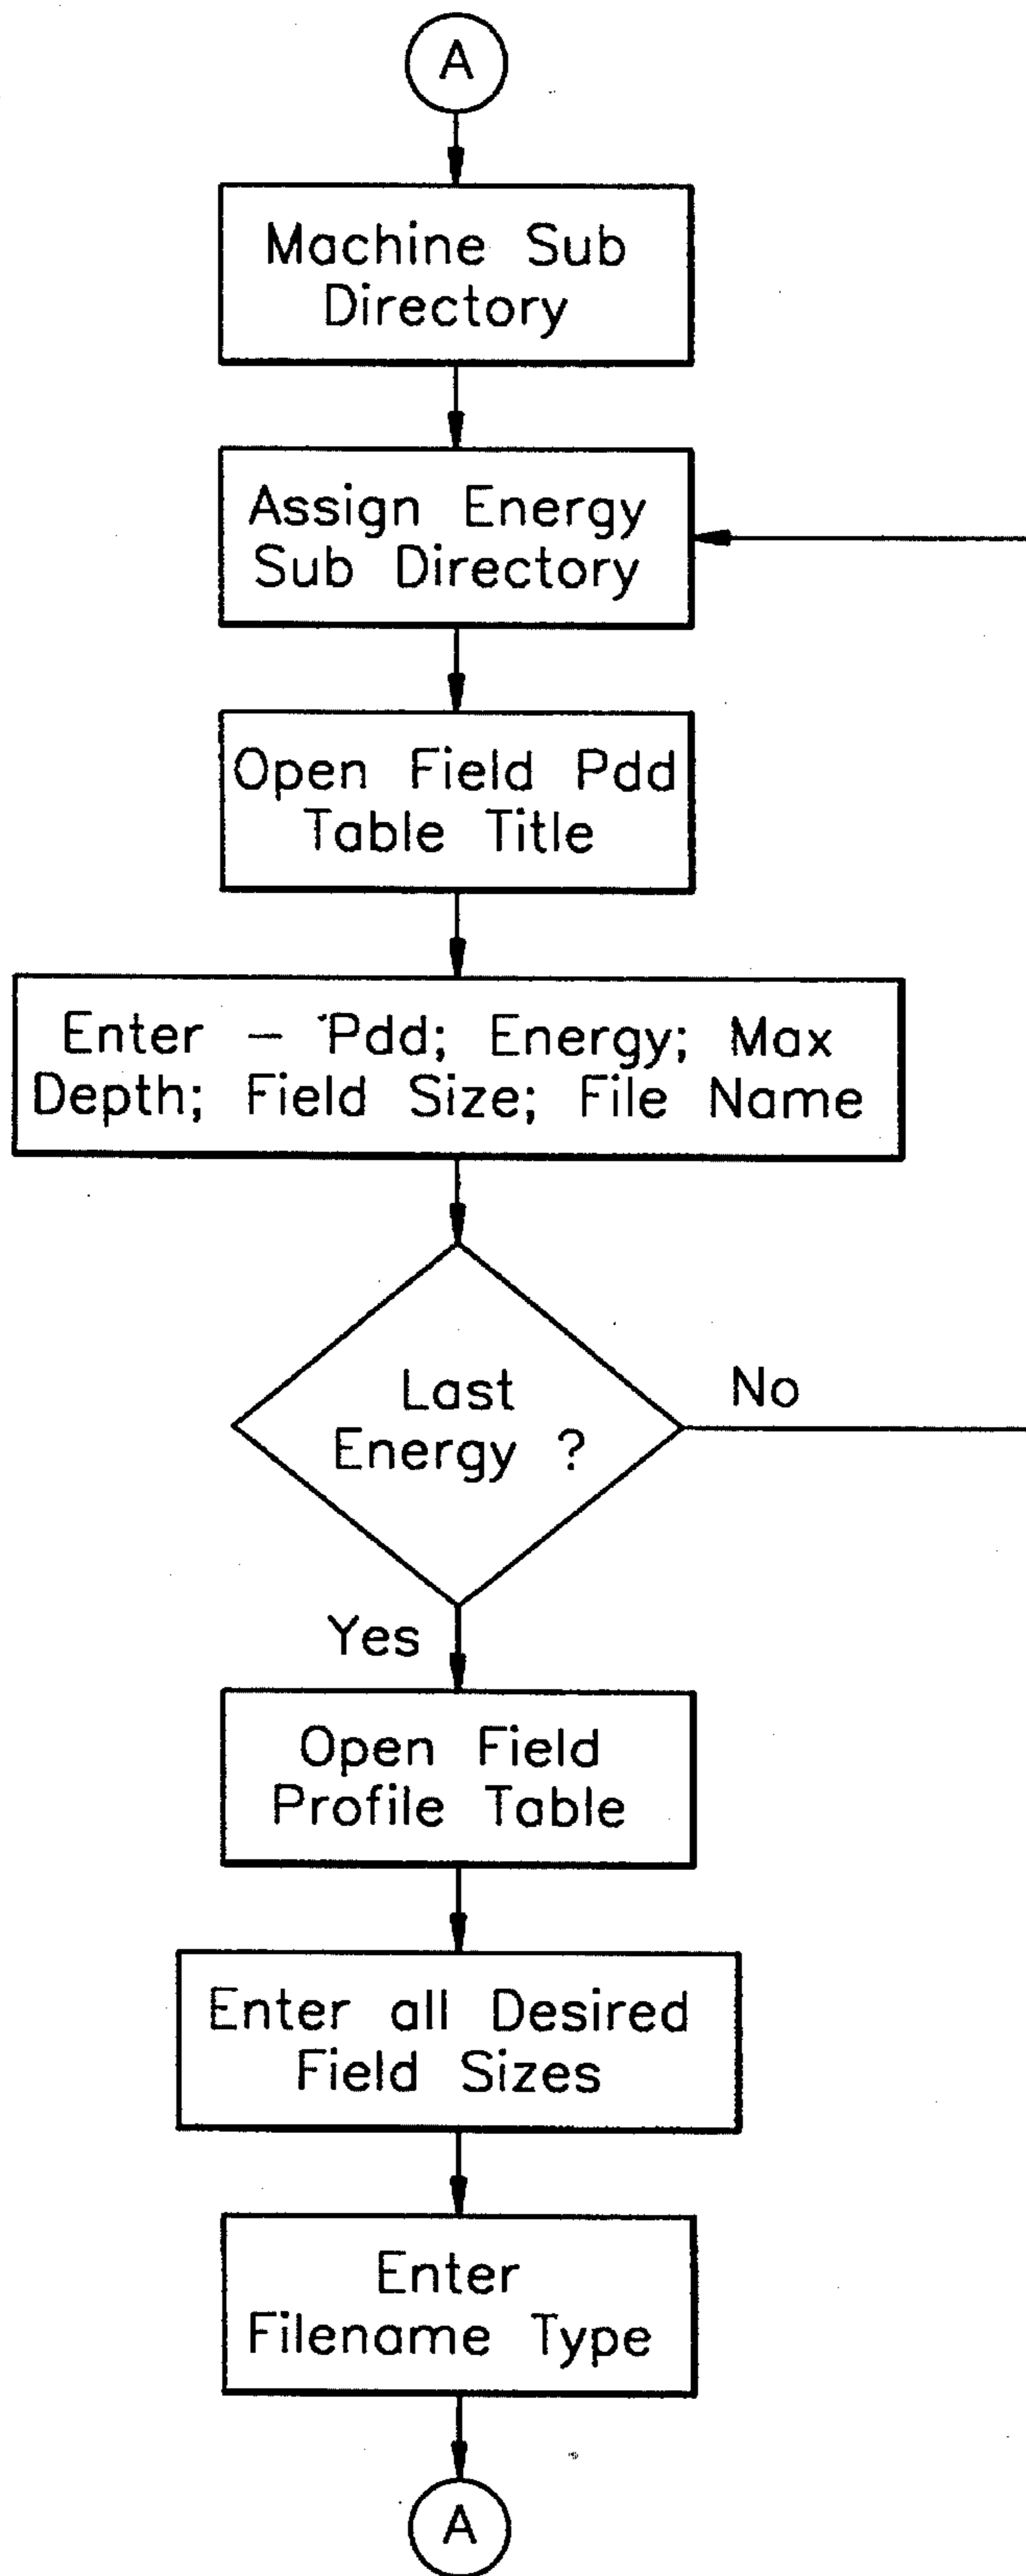 A
Machine Sub
Directory
Assign Energy
Sub Directory
Open Field Pdd
Table Title
Enter – Pdd; Energy; Max
Depth; Field Size; File Name
Last
Energy ?
No
Yes
Open Field
Profile Table
Enter all Desired
Field Sizes
Enter
Filename Type
A